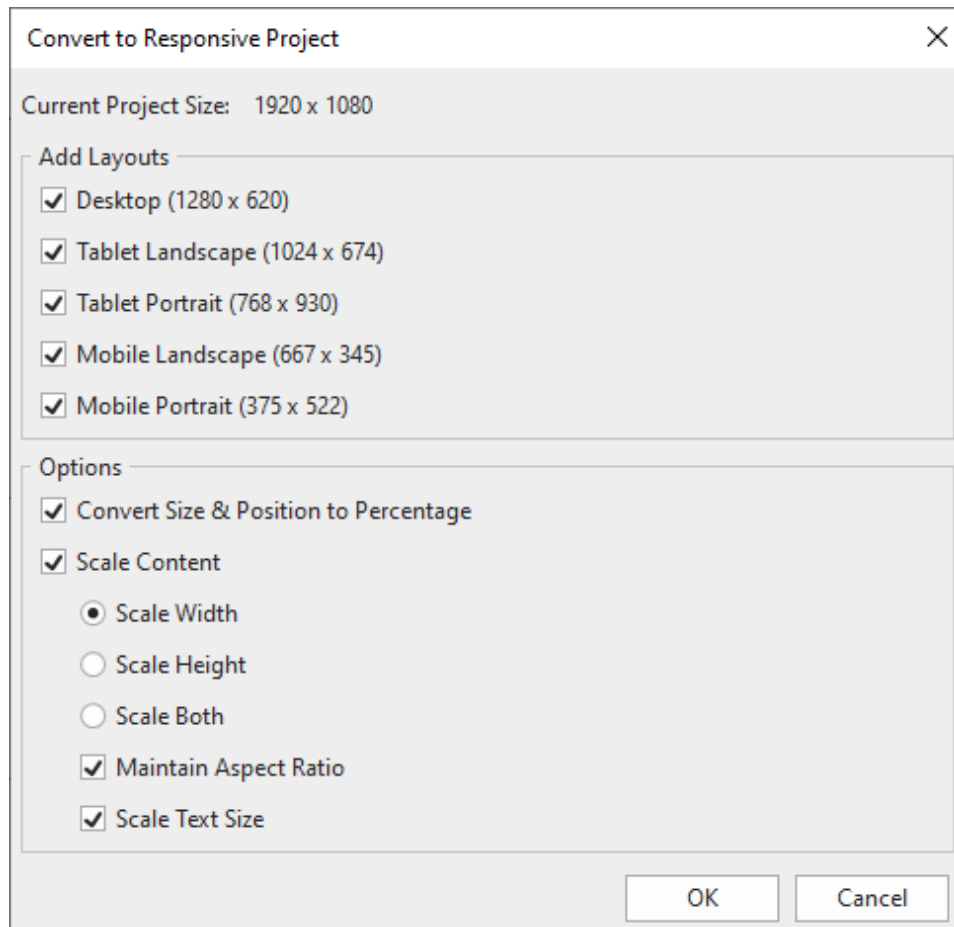 Convert to Responsive Project
Current Project Size: 1920 x 1080
Add Layouts
Desktop (1280 x 620)
Tablet Landscape (1024 x 674)
Tablet Portrait (768 x 930)
Mobile Landscape (667 x 345)
Mobile Portrait (375 x 522)
Options
Convert Size & Position to Percentage
Scale Content
Scale Width
Scale Height
Scale Both
Maintain Aspect Ratio
Scale Text Size
OK Cancel